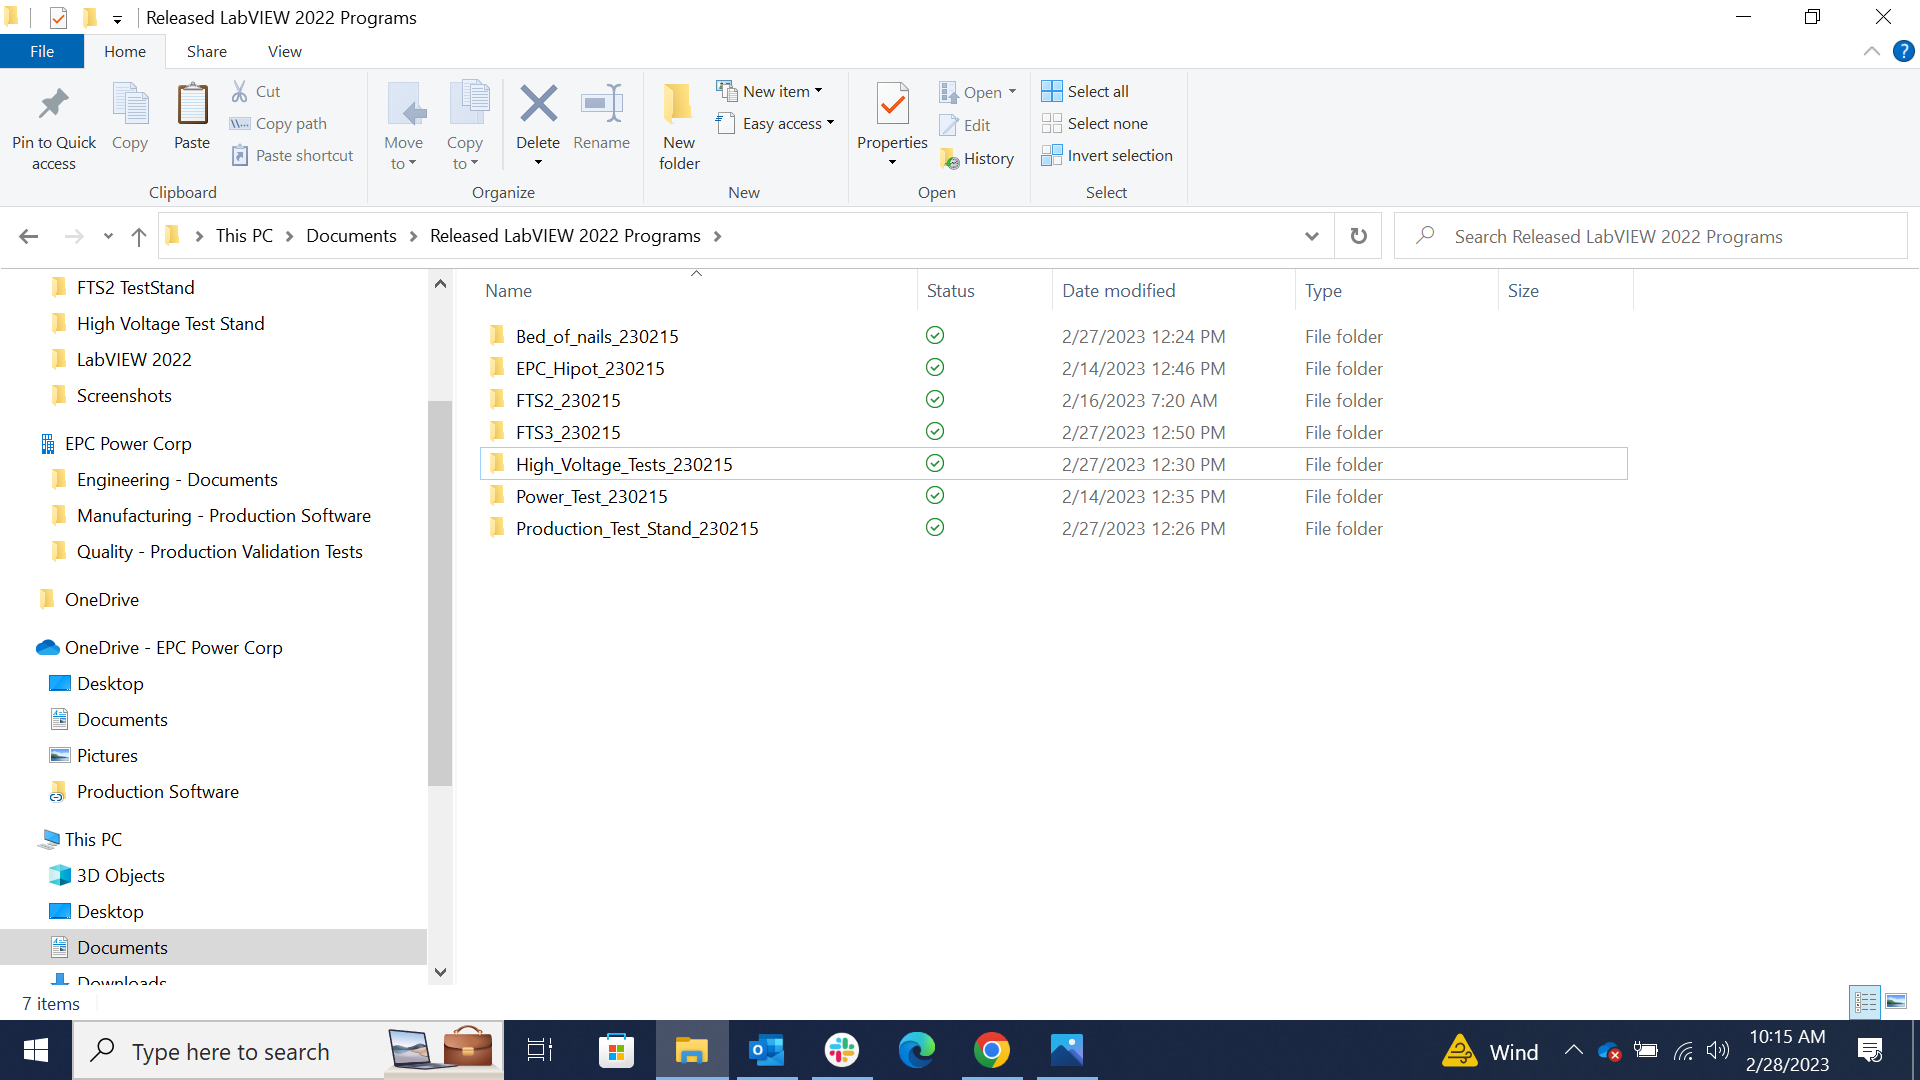 Released LabVIEW 2022 Programs
File Home Share View
Pin to Quick access
Copy
Paste
Cut
Copy path
Paste shortcut
Clipboard
Move to
Copy to
Delete
Rename
Organize
New folder
New item
Easy access
New
Properties
Open
Edit
History
Open
Select all
Select none
Invert selection
Select
This PC Documents Released LabVIEW 2022 Programs
Search Released LabVIEW 2022 Programs
FTS2 TestStand
High Voltage Test Stand
LabVIEW 2022
Screenshots
EPC Power Corp
Engineering - Documents
Manufacturing - Production Software
Quality - Production Validation Tests
OneDrive
OneDrive - EPC Power Corp
Desktop
Documents
Pictures
Production Software
This PC
3D Objects
Desktop
Documents
Downloads
Name Status Date modified Type Size
Bed_of_nails_230215 2/27/2023 12:24 PM File folder
EPC_Hipot_230215 2/14/2023 12:46 PM File folder
FTS2_230215 2/16/2023 7:20 AM File folder
FTS3_230215 2/27/2023 12:50 PM File folder
High_Voltage_Tests_230215 2/27/2023 12:30 PM File folder
Power_Test_230215 2/14/2023 12:35 PM File folder
Production_Test_Stand_230215 2/27/2023 12:26 PM File folder
7 items
Type here to search
Wind
10:15 AM
2/28/2023